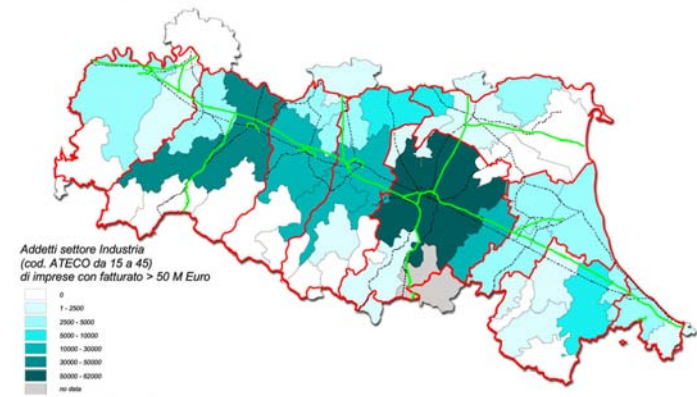 Addetti settore Industria
(cod. ATECO da 15 a 45)
di imprese con fatturato > 50 M Euro
0
1 - 2500
2500 - 5000
5000 - 10000
10000 - 30000
30000 - 50000
50000 - 62000
no data